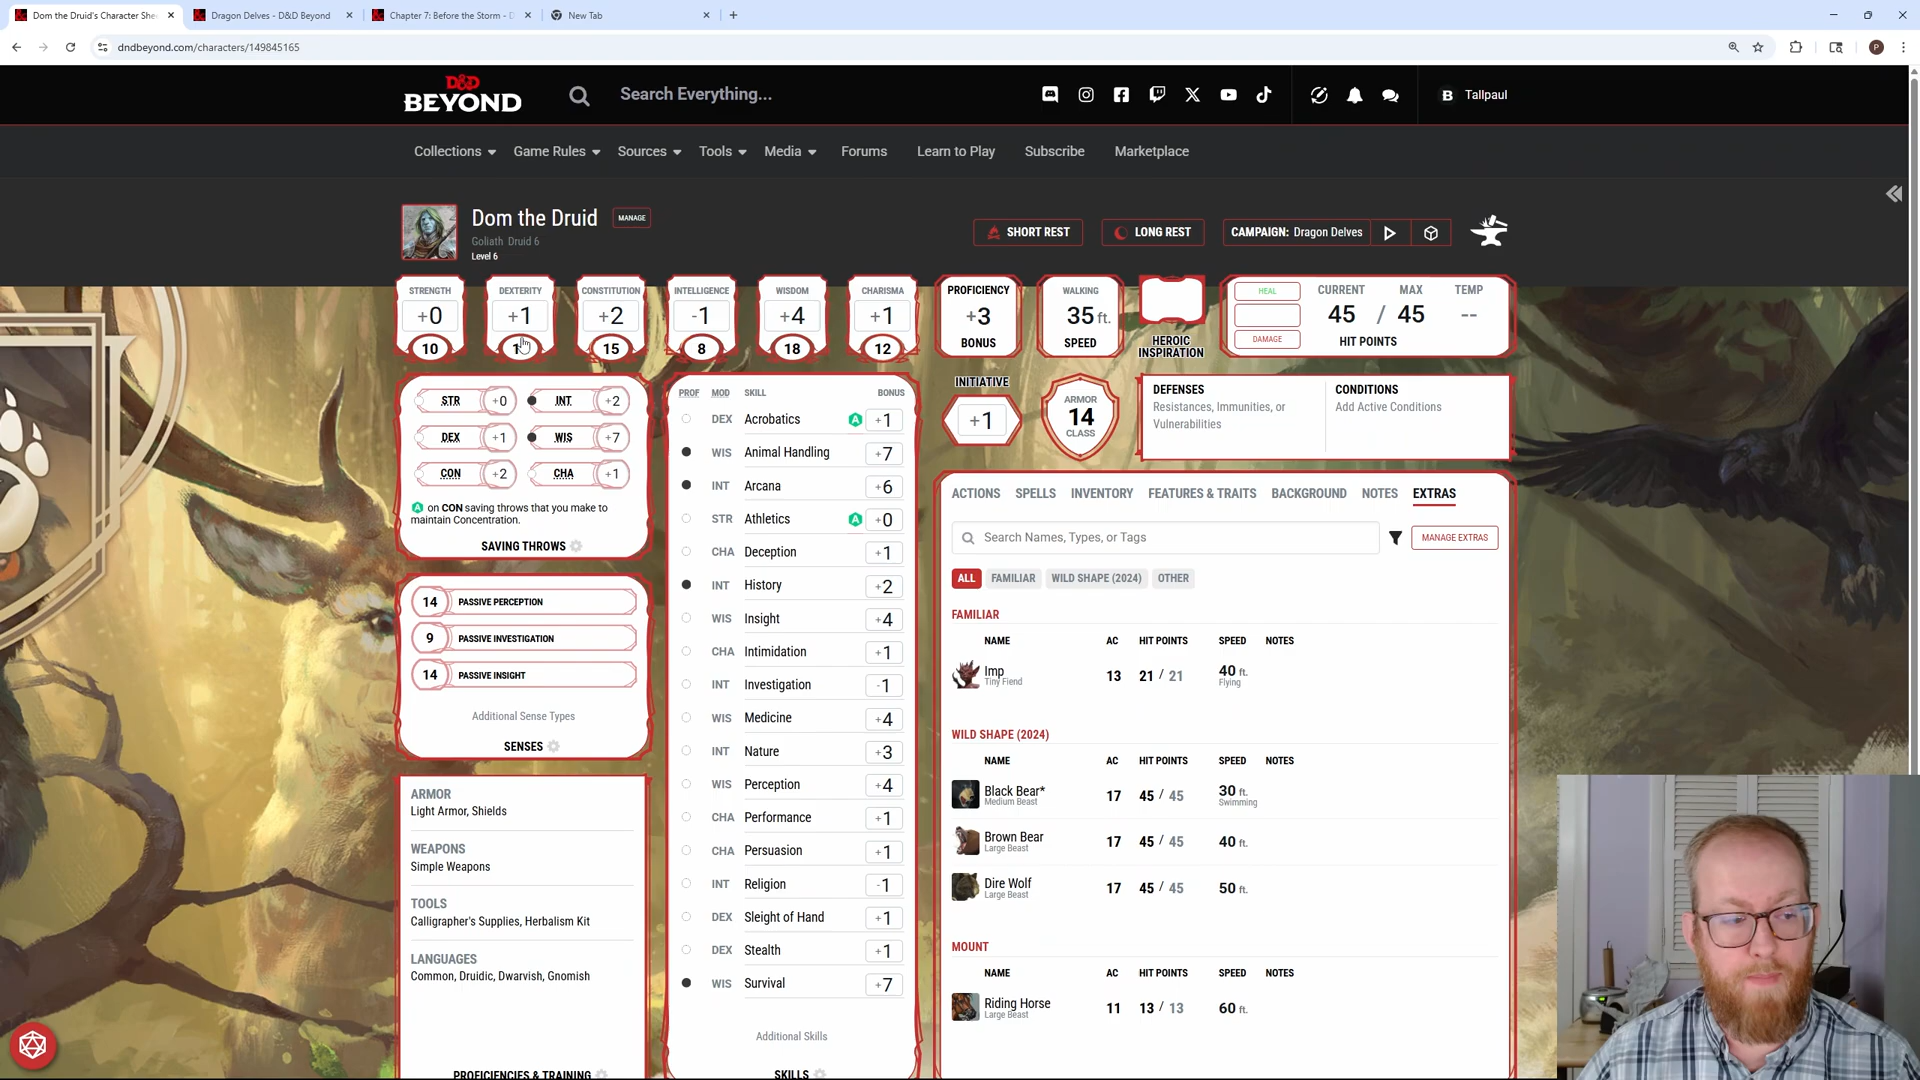 Dom the Druid's Character She
Dragon Delves - D&D Beyond
Chapter 7: Before the Storm - D
New Tab
dndbeyond.com/characters/149845165
P
D&D
BEYOND
Search Everything...
B Tallpaul
Collections
Game Rules
Sources
Tools
Media
Forums
Learn to Play
Subscribe
Marketplace
Dom the Druid
MANAGE
Goliath Druid 6
Level 6
SHORT REST
LONG REST
CAMPAIGN: Dragon Delves
STRENGTH
+0
10
DEXTERITY
+1
CONSTITUTION
+2
15
INTELLIGENCE
-1
8
WISDOM
+4
18
CHARISMA
+1
12
PROFICIENCY
+3
BONUS
WALKING
35 ft.
SPEED
HEROIC
INSPIRATION
HEAL
DAMAGE
CURRENT
MAX
TEMP
45 / 45
--
HIT POINTS
STR +0
INT +2
DEX +1
WIS +7
CON +2
CHA +1
A on CON saving throws that you make to
maintain Concentration.
SAVING THROWS
14 PASSIVE PERCEPTION
9 PASSIVE INVESTIGATION
14 PASSIVE INSIGHT
Additional Sense Types
SENSES
ARMOR
Light Armor, Shields
WEAPONS
Simple Weapons
TOOLS
Calligrapher's Supplies, Herbalism Kit
LANGUAGES
Common, Druidic, Dwarvish, Gnomish
PROFICIENCIES & TRAINING
PROF MOD SKILL BONUS
DEX Acrobatics A +1
WIS Animal Handling +7
INT Arcana +6
STR Athletics A +0
CHA Deception +1
INT History +2
WIS Insight +4
CHA Intimidation +1
INT Investigation -1
WIS Medicine +4
INT Nature +3
WIS Perception +4
CHA Performance +1
CHA Persuasion +1
INT Religion -1
DEX Sleight of Hand +1
DEX Stealth +1
WIS Survival +7
Additional Skills
SKILLS
INITIATIVE
+1
ARMOR
14
CLASS
DEFENSES
Resistances, Immunities, or
Vulnerabilities
CONDITIONS
Add Active Conditions
ACTIONS
SPELLS
INVENTORY
FEATURES & TRAITS
BACKGROUND
NOTES
EXTRAS
Search Names, Types, or Tags
MANAGE EXTRAS
ALL
FAMILIAR
WILD SHAPE (2024)
OTHER
FAMILIAR
NAME AC HIT POINTS SPEED NOTES
Imp 13 21 / 21 40 ft.
Tiny Fiend Flying
WILD SHAPE (2024)
NAME AC HIT POINTS SPEED NOTES
Black Bear* 17 45 / 45 30 ft.
Medium Beast Swimming
Brown Bear 17 45 / 45 40 ft.
Large Beast
Dire Wolf 17 45 / 45 50 ft.
Large Beast
MOUNT
NAME AC HIT POINTS SPEED NOTES
Riding Horse 11 13 / 13 60 ft.
Large Beast